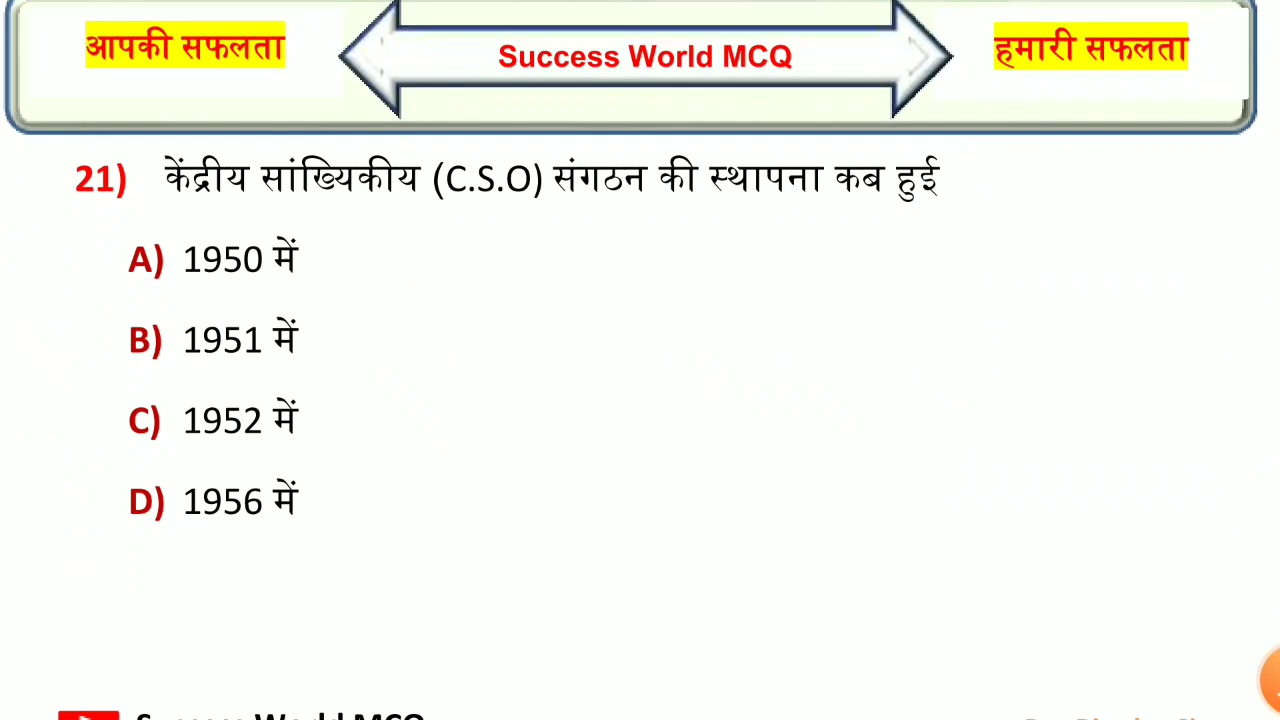 आपकी सफलता
Success World MCQ
हमारी सफलता
21) केंद्रीय सांख्यिकीय (C.S.O) संगठन की स्थापना कब हुई
A) 1950 में
B) 1951 में
C) 1952 में
D) 1956 में
Success World MCQ